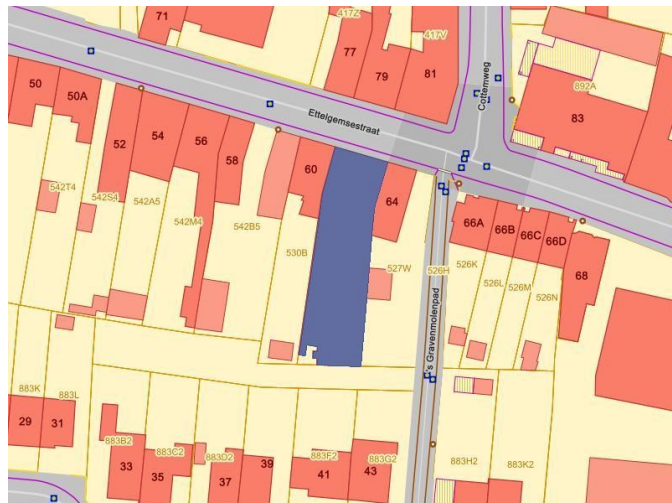 71
417Z
417V
77
79
81
Cottemweg
892A
83
50
50A
Ettelgemsestraat
52
54
56
58
60
64
542T4
542S4
542A5
542M4
542B5
530B
527W
526H
66A
66B
66C
66D
68
526K
526L
526M
526N
's Gravenmolenpad
883K
883L
29
31
883B2
883C2
883D2
883E2
883G2
883H2
883K2
33
35
37
39
41
43